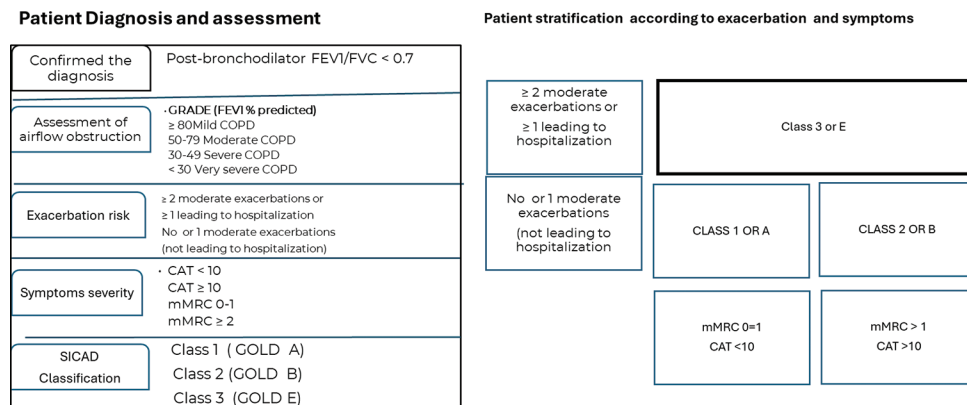 Patient Diagnosis and assessment
Confirmed the
diagnosis
Post-bronchodilator FEV1/FVC < 0.7
Assessment of
airflow obstruction
· GRADE (FEV1 % predicted)
≥ 80Mild COPD
50-79 Moderate COPD
30-49 Severe COPD
< 30 Very severe COPD
Exacerbation risk
≥ 2 moderate exacerbations or
≥ 1 leading to hospitalization
No or 1 moderate exacerbations
(not leading to hospitalization)
Symptoms severity
· CAT < 10
CAT ≥ 10
mMRC 0-1
mMRC ≥ 2
SICAD
Classification
Class 1 ( GOLD A)
Class 2 (GOLD B)
Class 3 (GOLD E)
Patient stratification according to exacerbation and symptoms
≥ 2 moderate
exacerbations or
≥ 1 leading to
hospitalization
Class 3 or E
No or 1 moderate
exacerbations
(not leading to
hospitalization
CLASS 1 OR A
CLASS 2 OR B
mMRC 0=1
CAT <10
mMRC > 1
CAT >10